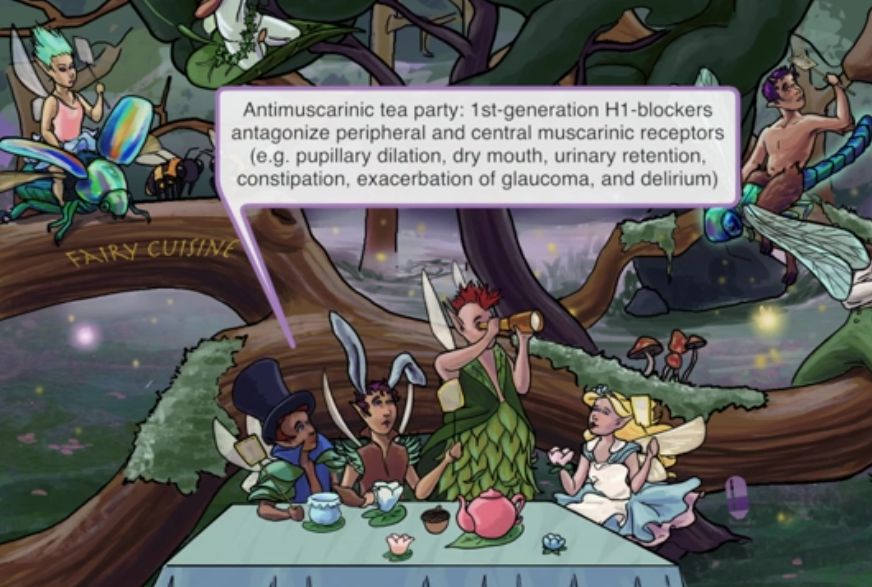 Antimuscarinic tea party: 1st-generation H1-blockers
antagonize peripheral and central muscarinic receptors
(e.g. pupillary dilation, dry mouth, urinary retention,
constipation, exacerbation of glaucoma, and delirium)
FAIRY CUISINE